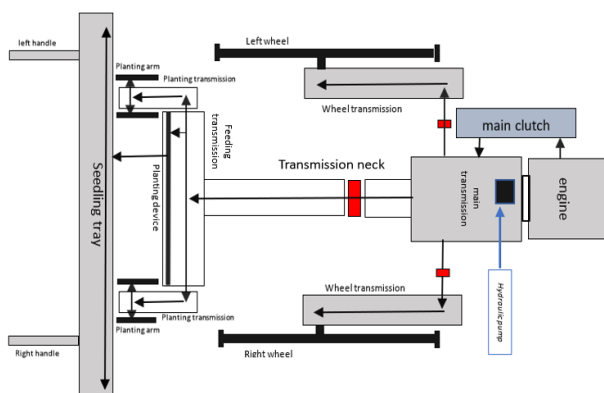 Left wheel
left handle
Planting arm
Planting transmission
Wheel transmission
main clutch
Feeding
transmission
Transmission neck
Seedling tray
Planting device
main
transmission
engine
Hydraulic pump
Wheel transmission
Planting transmission
Planting arm
Right handle
Right wheel